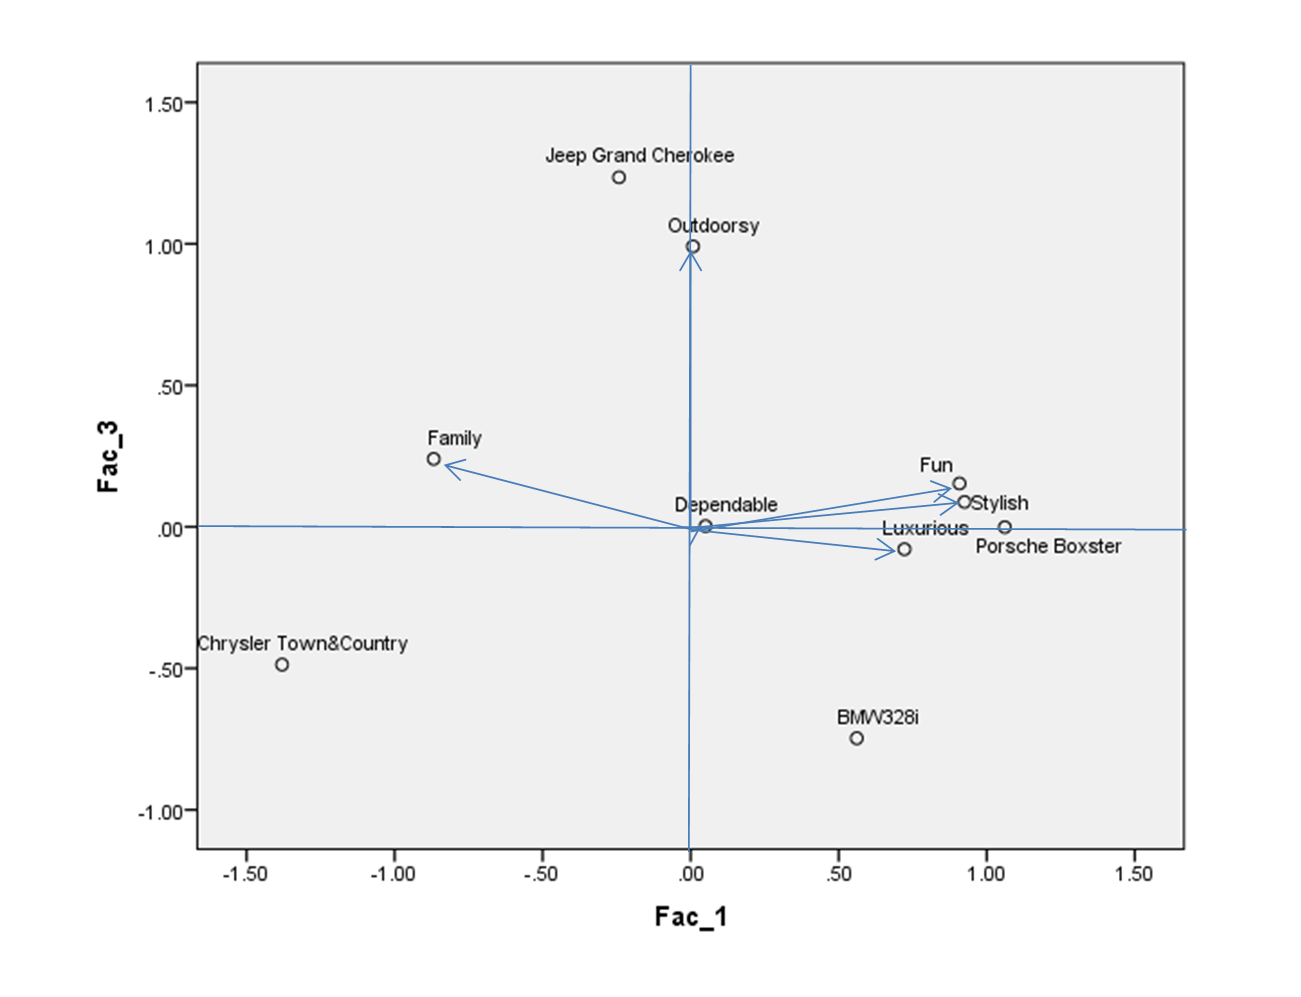 1.50
Jeep Grand Cherokee
Outdoorsy
1.00
.50
Family
Fun
Dependable
Stylish
.00
Luxurious
Porsche Boxster
Fac_3
Chrysler Town&Country
-.50
BMW328i
-1.00
-1.50
-1.00
-.50
.00
.50
1.00
1.50
Fac_1